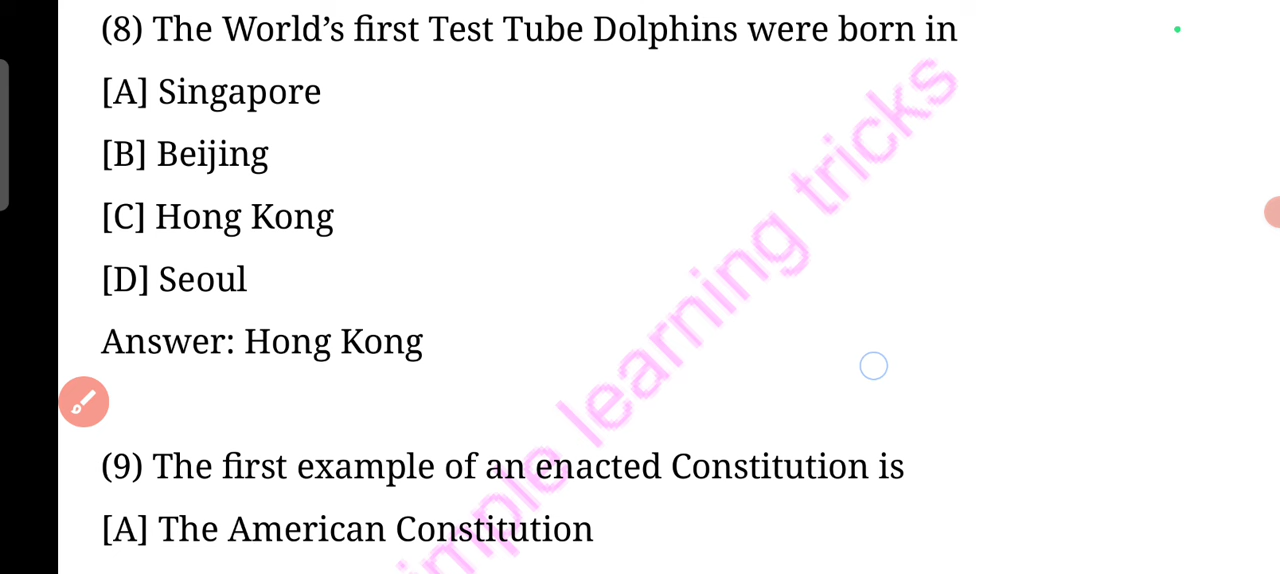 (8) The World’s first Test Tube Dolphins were born in
[A] Singapore
[B] Beijing
[C] Hong Kong
[D] Seoul
Answer: Hong Kong
(9) The first example of an enacted Constitution is
[A] The American Constitution
imple learning tricks